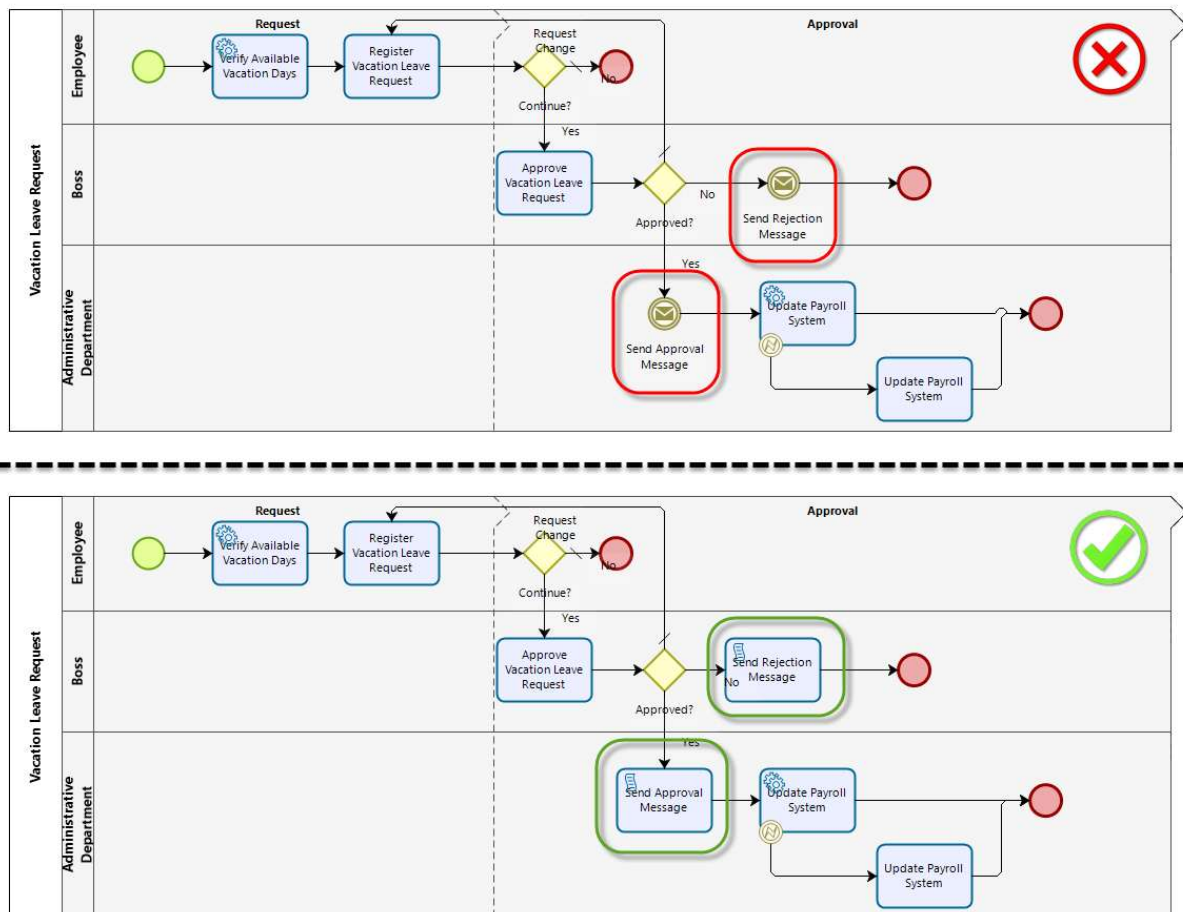 Request
Approval
Vacation Leave Request
Employee
Verify Available
Vacation Days
Register
Vacation Leave
Request
Request
Change
No
Continue?
Yes
Boss
Approve
Vacation Leave
Request
Approved?
No
Send Rejection
Message
Yes
Administrative
Department
Send Approval
Message
Update Payroll
System
Update Payroll
System
Request
Approval
Vacation Leave Request
Employee
Verify Available
Vacation Days
Register
Vacation Leave
Request
Request
Change
No
Continue?
Yes
Boss
Approve
Vacation Leave
Request
Approved?
No
Send Rejection
Message
Yes
Administrative
Department
Send Approval
Message
Update Payroll
System
Update Payroll
System